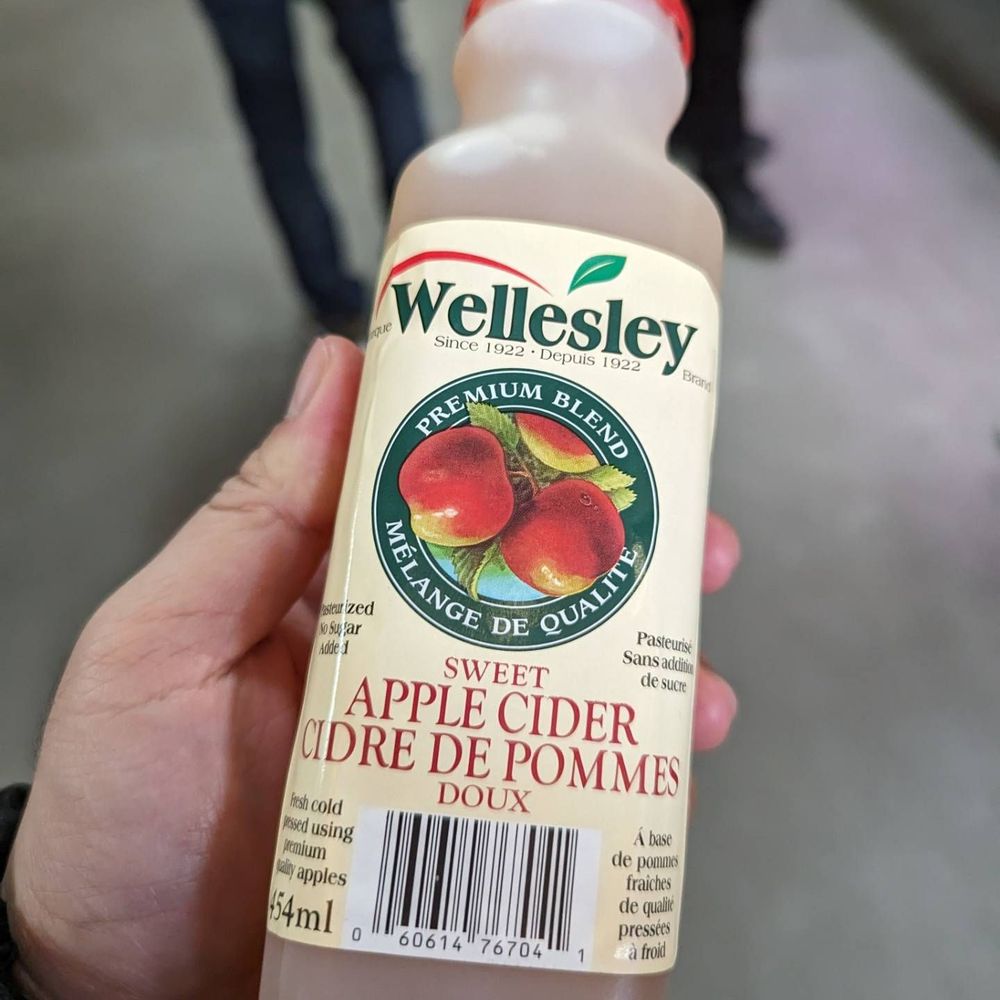 Wellesley
Since 1922 · Depuis 1922
Brand
PREMIUM BLEND
MÉLANGE DE QUALITÉ
Pasteurized
No Sugar
Added
Pasteurisé
Sans addition
de sucre
SWEET
APPLE CIDER
CIDRE DE POMMES
DOUX
Fresh cold
pressed using
premium
quality apples
454ml
Á base
de pommes
fraîches
de qualité
pressées
à froid
0 60614 76704 1